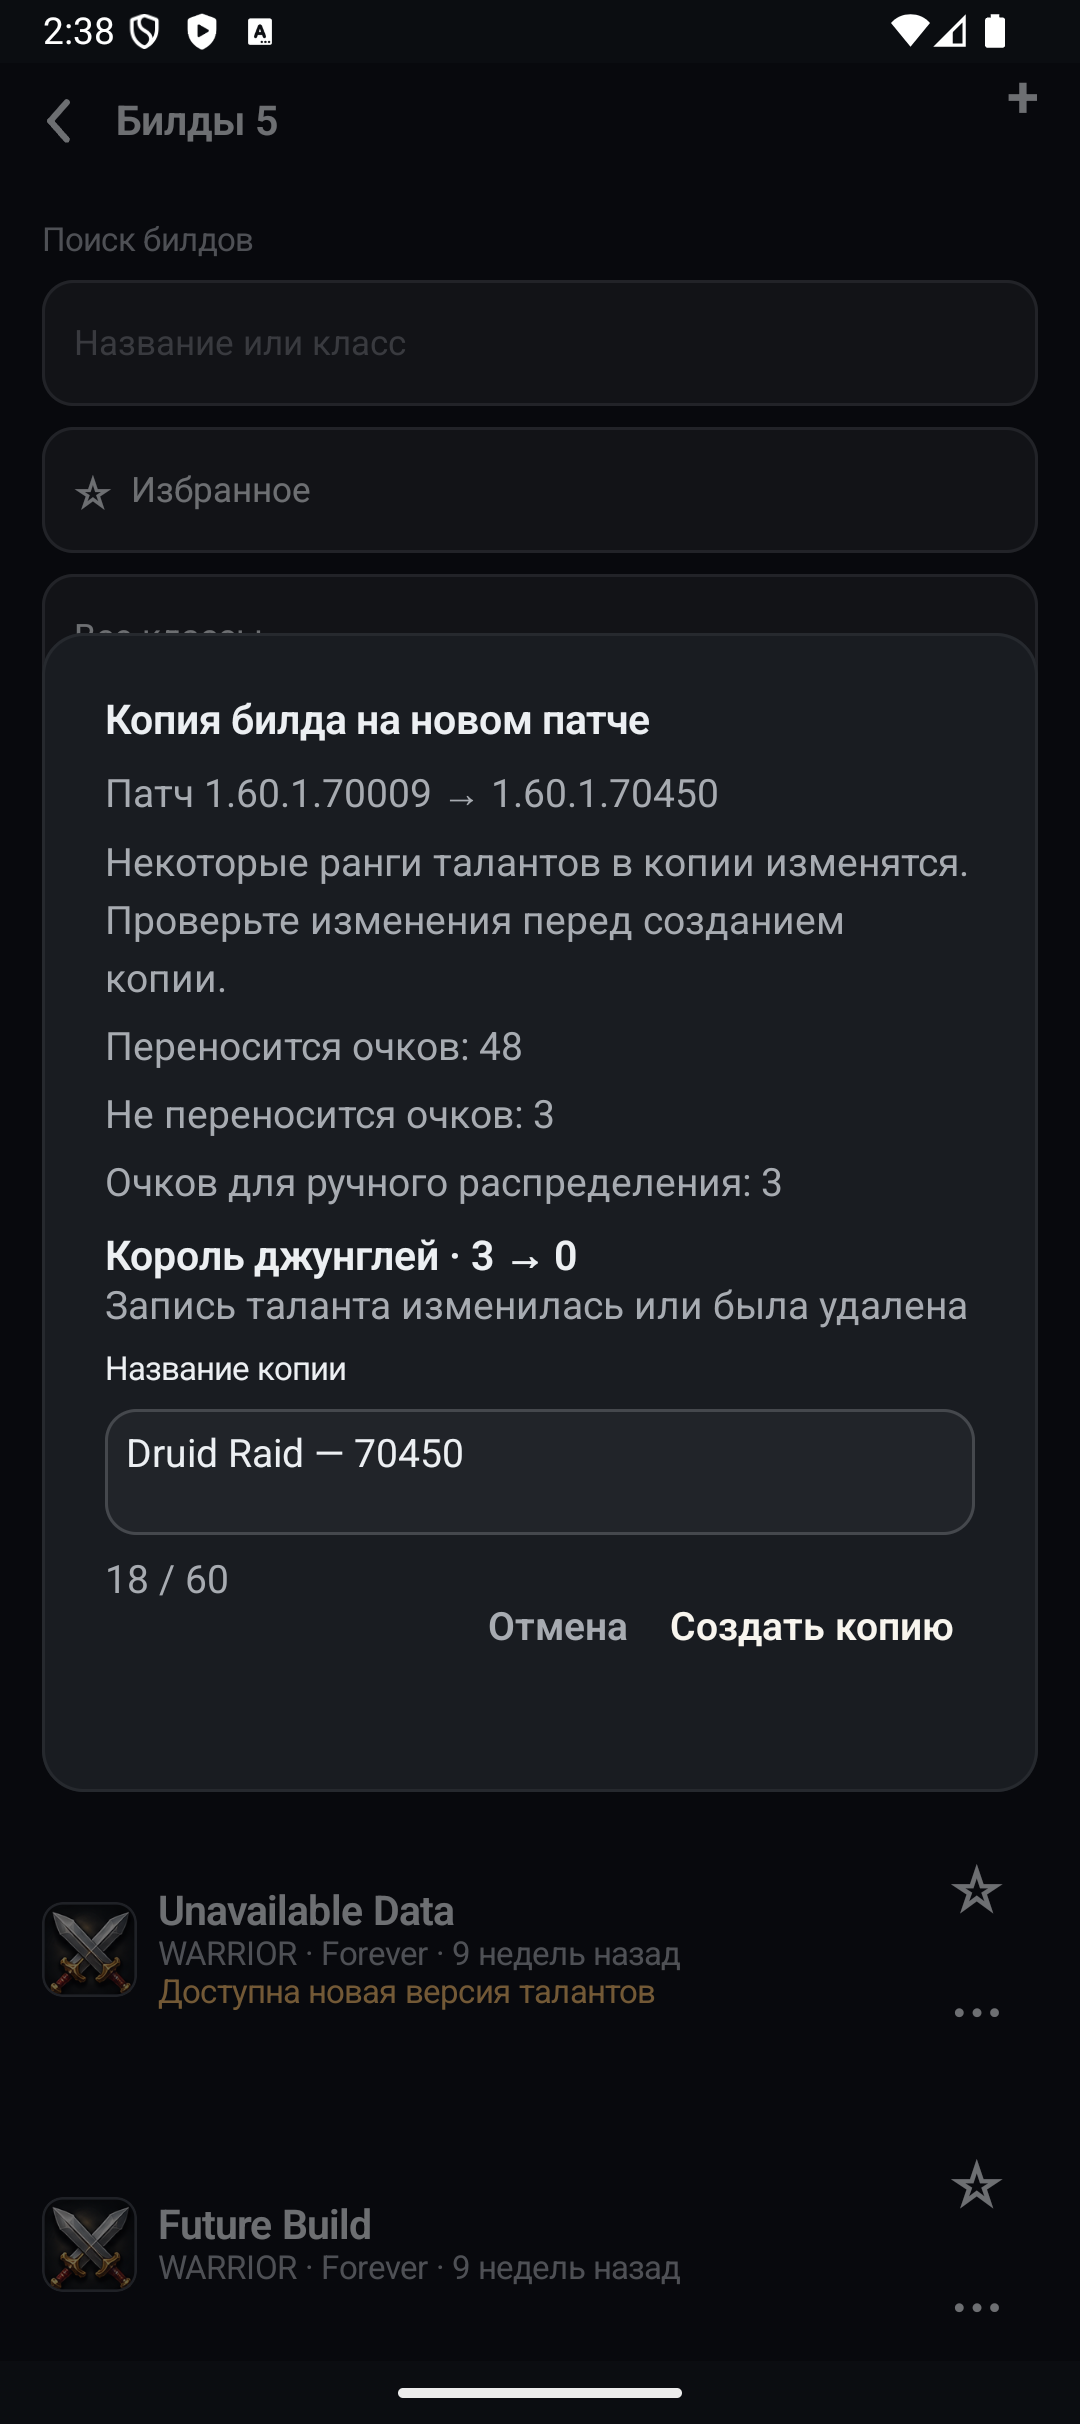 2:38
Билды 5
+
Поиск билдов
Название или класс
Избранное
Все классы
Копия билда на новом патче
Патч 1.60.1.70009 → 1.60.1.70450
Некоторые ранги талантов в копии изменятся.
Проверьте изменения перед созданием
копии.
Переносится очков: 48
Не переносится очков: 3
Очков для ручного распределения: 3
Король джунглей · 3 → 0
Запись таланта изменилась или была удалена
Название копии
Druid Raid — 70450
18 / 60
Отмена Создать копию
Unavailable Data
WARRIOR · Forever · 9 недель назад
Доступна новая версия талантов
Future Build
WARRIOR · Forever · 9 недель назад